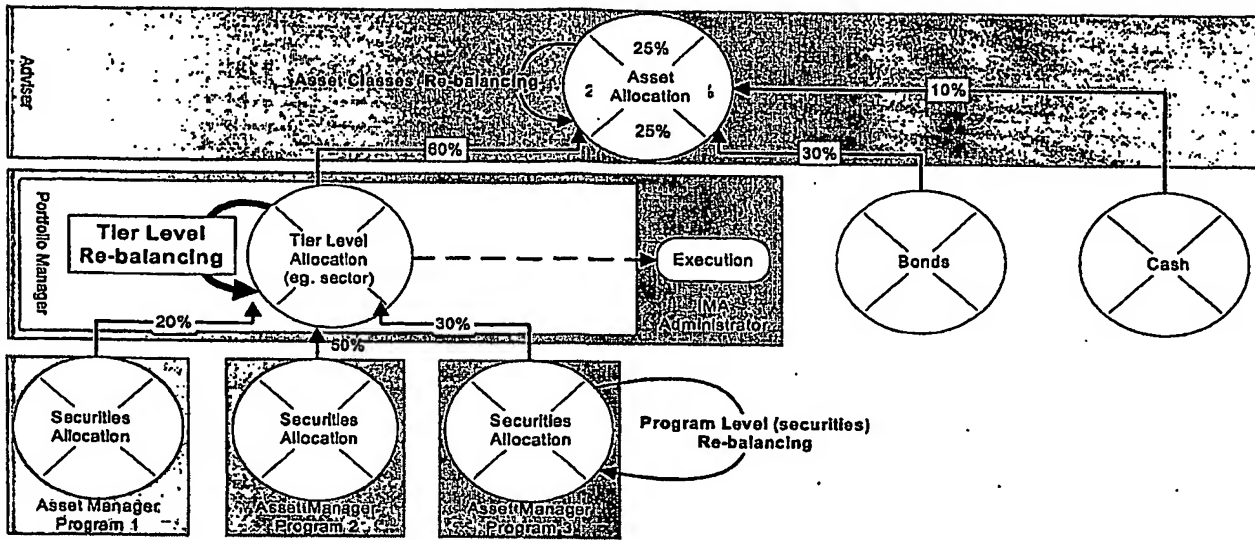 Adviser
Asset Classes Re-balancing
25%
Asset
Allocation
2
25%
60%
30%
10%
Portfolio Manager
Tier Level
Re-balancing
Tier Level
Allocation
(eg. sector)
Execution
IMA
Administrator
Bonds
Cash
20%
50%
30%
Securities
Allocation
Asset Manager
Program 1
Securities
Allocation
Asset Manager
Program 2
Securities
Allocation
Asset Manager
Program 3
Program Level (securities)
Re-balancing